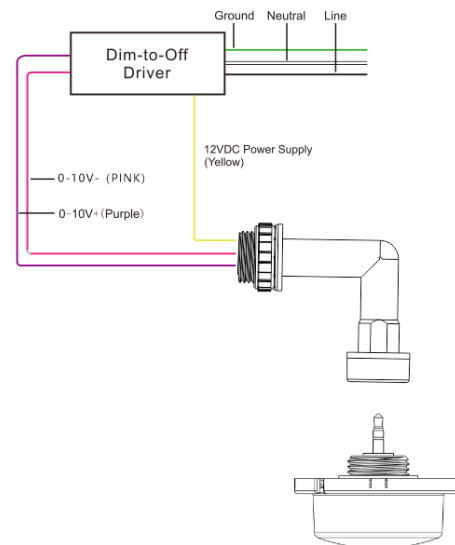 Ground Neutral Line
Dim-to-Off
Driver
12VDC Power Supply
(Yellow)
0-10V- (PINK)
0-10V+(Purple)